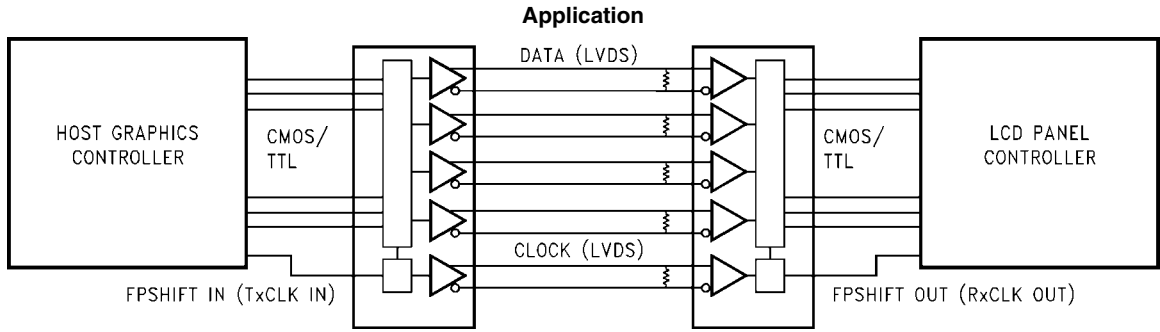 Application
HOST GRAPHICS
CONTROLLER
CMOS/
TTL
DATA (LVDS)
CLOCK (LVDS)
CMOS/
TTL
LCD PANEL
CONTROLLER
FPSHIFT IN (TxCLK IN)
FPSHIFT OUT (RxCLK OUT)